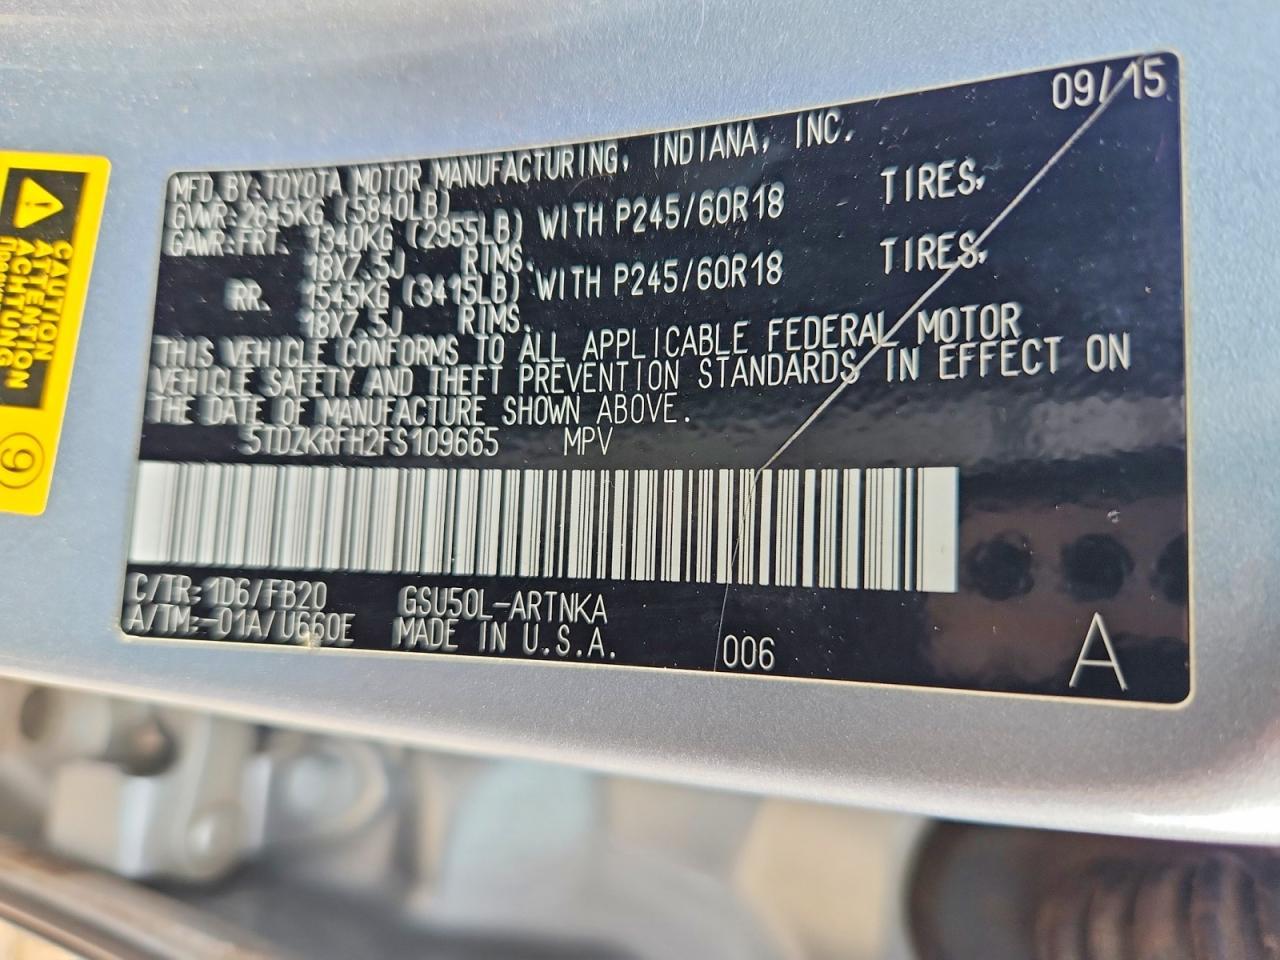 09/15
MFD BY: TOYOTA MOTOR MANUFACTURING, INDIANA, INC.
GVWR: 2645KG (5840LB)
GAWR: FRT. 1340KG (2955LB) WITH P245/60R18 TIRES,
18X7.5J RIMS.
RR. 1545KG (3415LB) WITH P245/60R18 TIRES,
18X7.5J RIMS.
THIS VEHICLE CONFORMS TO ALL APPLICABLE FEDERAL MOTOR
VEHICLE SAFETY AND THEFT PREVENTION STANDARDS IN EFFECT ON
THE DATE OF MANUFACTURE SHOWN ABOVE.
5TDZKRFH2FS109665 MPV
C/TR: 1D6/FB20 GSU50L-ARTNKA
A/TM: -01A/U660E MADE IN U.S.A. 006 A
CAUTION
ATTENTION
ACHTUNG
9